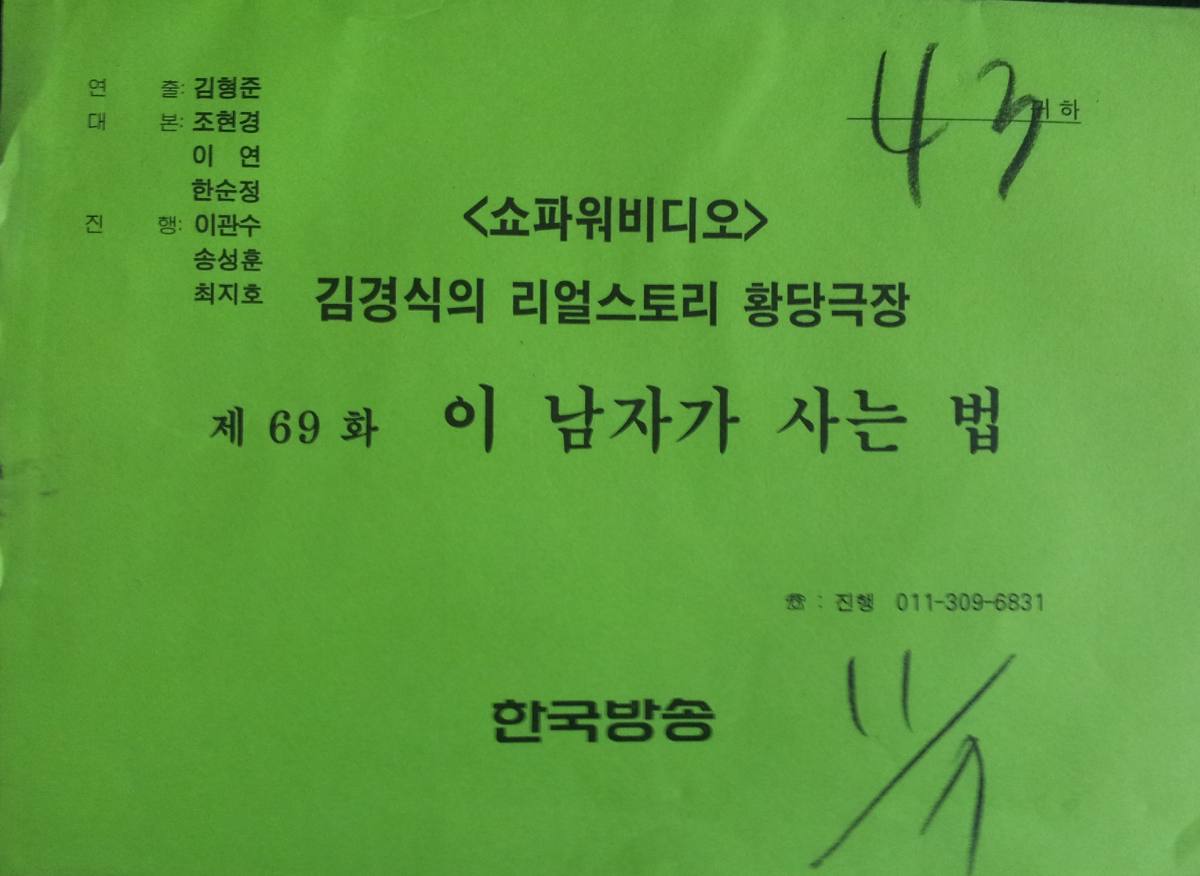 연 출: 김형준
대 본: 조현경
이 연
한순정
진 행: 이관수
송성훈
최지호
43
귀하
<쇼파워비디오>
김경식의 리얼스토리 황당극장
제 69 화 이 남자가 사는 법
☎ : 진행 011-309-6831
한국방송
11/